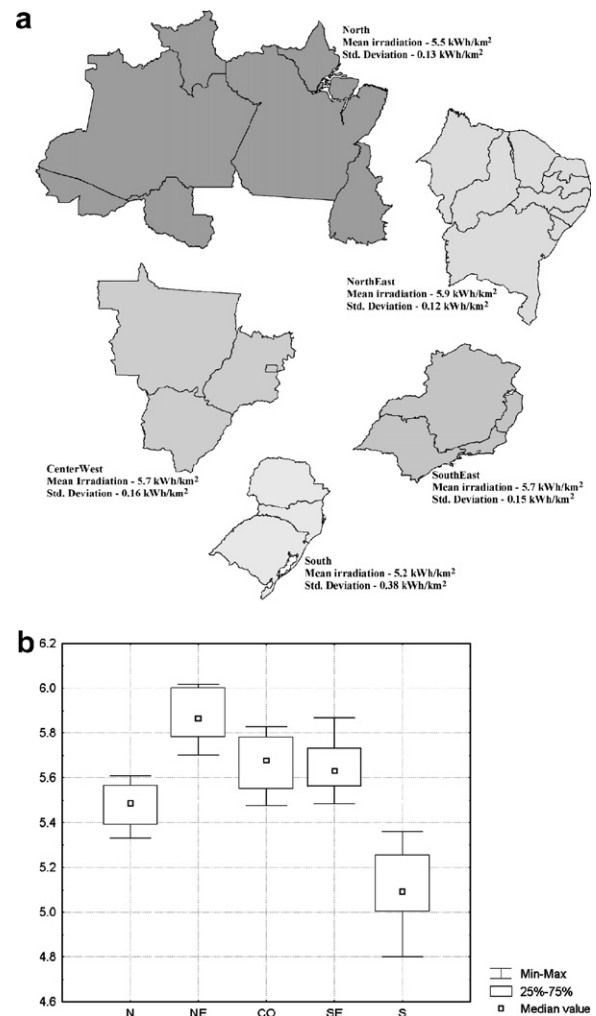 a
North
Mean irradiation - 5.5 kWh/km²
Std. Deviation - 0.13 kWh/km²
NorthEast
Mean irradiation - 5.9 kWh/km²
Std. Deviation - 0.12 kWh/km²
CenterWest
Mean Irradiation - 5.7 kWh/km²
Std. Deviation - 0.16 kWh/km²
SouthEast
Mean irradiation - 5.7 kWh/km²
Std. Deviation - 0.15 kWh/km²
South
Mean irradiation - 5.2 kWh/km²
Std. Deviation - 0.38 kWh/km²
b
6.2
6.0
5.8
5.6
5.4
5.2
5.0
4.8
4.6
N NE CO SE S
Min-Max
25%-75%
Median value